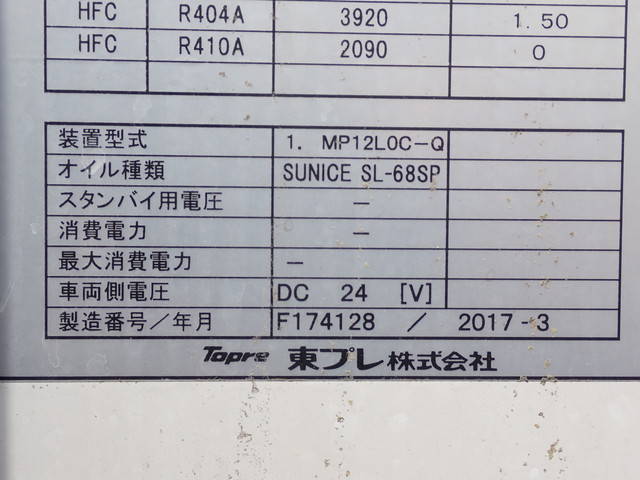 HFC R404A 3920 1.50
HFC R410A 2090 0
装置型式 1. MP12L0C-Q
オイル種類 SUNICE SL-68SP
スタンバイ用電圧 —
消費電力 —
最大消費電力 —
車両側電圧 DC 24 [V]
製造番号/年月 F174128 / 2017-3
Topre 東プレ株式会社